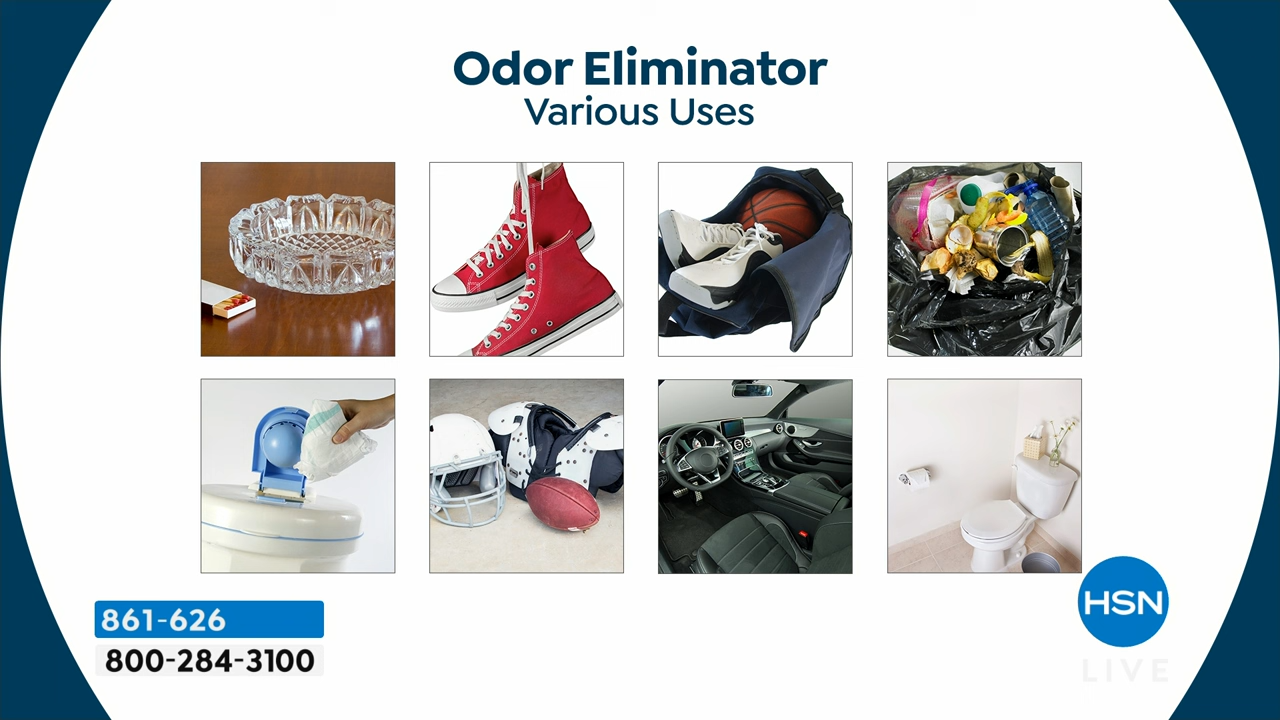 Odor Eliminator
Various Uses
861-626
800-284-3100
HSN
LIVE